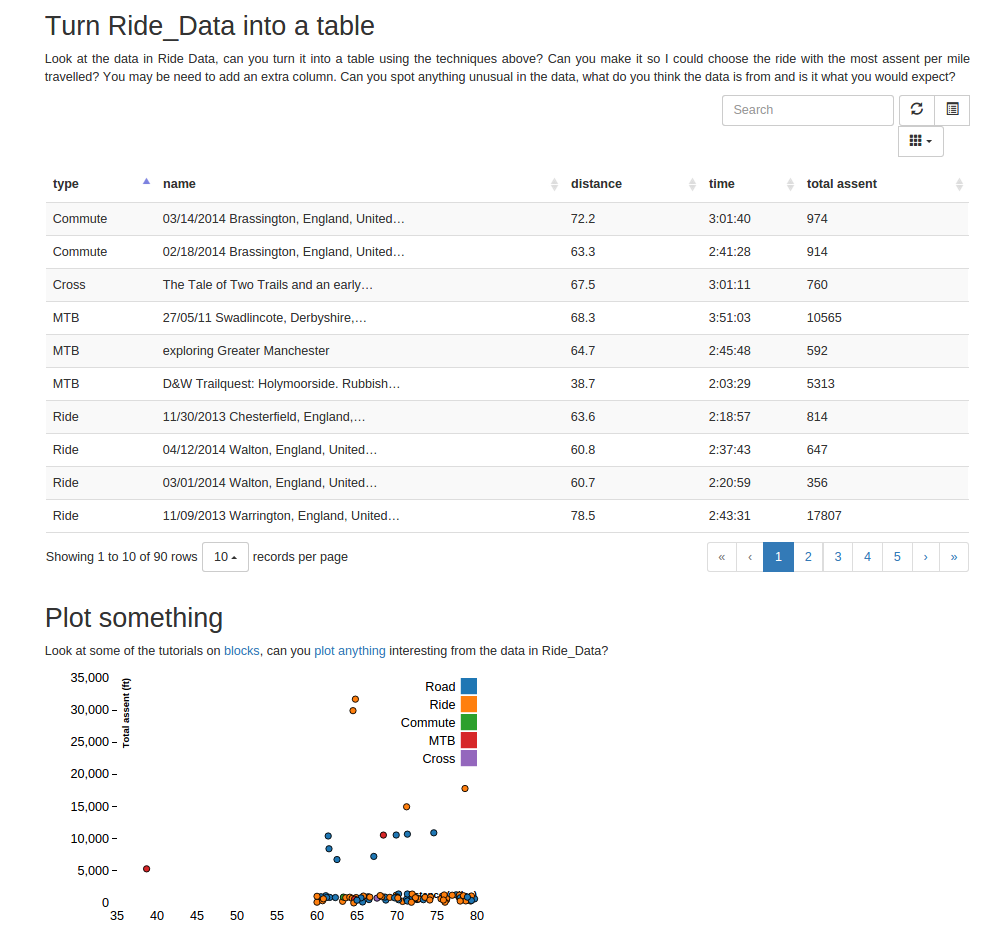 Turn Ride_Data into a table
Look at the data in Ride Data, can you turn it into a table using the techniques above? Can you make it so I could choose the ride with the most assent per mile
travelled? You may be need to add an extra column. Can you spot anything unusual in the data, what do you think the data is from and is it what you would expect?
Search
type name distance time total assent
Commute 03/14/2014 Brassington, England, United… 72.2 3:01:40 974
Commute 02/18/2014 Brassington, England, United… 63.3 2:41:28 914
Cross The Tale of Two Trails and an early… 67.5 3:01:11 760
MTB 27/05/11 Swadlincote, Derbyshire,… 68.3 3:51:03 10565
MTB exploring Greater Manchester 64.7 2:45:48 592
MTB D&W Trailquest: Holymoorside. Rubbish… 38.7 2:03:29 5313
Ride 11/30/2013 Chesterfield, England,… 63.6 2:18:57 814
Ride 04/12/2014 Walton, England, United… 60.8 2:37:43 647
Ride 03/01/2014 Walton, England, United… 60.7 2:20:59 356
Ride 11/09/2013 Warrington, England, United… 78.5 2:43:31 17807
Showing 1 to 10 of 90 rows 10 records per page « ‹ 1 2 3 4 5 › »
Plot something
Look at some of the tutorials on blocks, can you plot anything interesting from the data in Ride_Data?
35,000
30,000
25,000
20,000
15,000
10,000
5,000
0
Total assent (ft)
Road
Ride
Commute
MTB
Cross
35 40 45 50 55 60 65 70 75 80